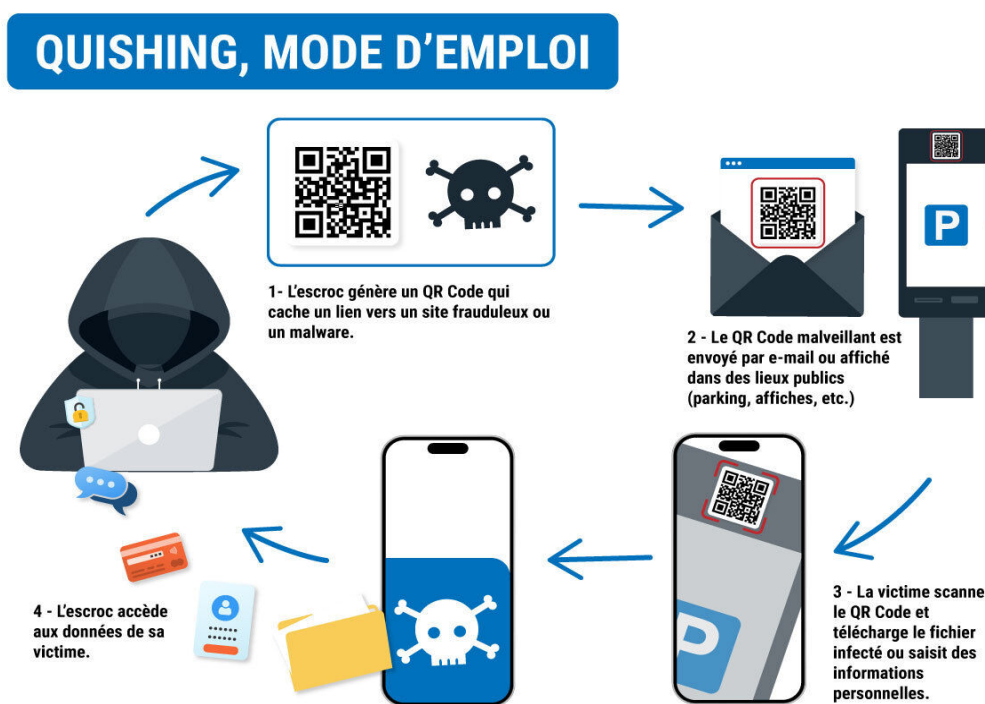 QUISHING, MODE D'EMPLOI
1- L'escroc génère un QR Code qui
cache un lien vers un site frauduleux ou
un malware.
P
2 - Le QR Code malveillant est
envoyé par e-mail ou affiché
dans des lieux publics
(parking, affiches, etc.)
P
3 - La victime scanne
le QR Code et
télécharge le fichier
infecté ou saisit des
informations
personnelles.
4 - L'escroc accède
aux données de sa
victime.